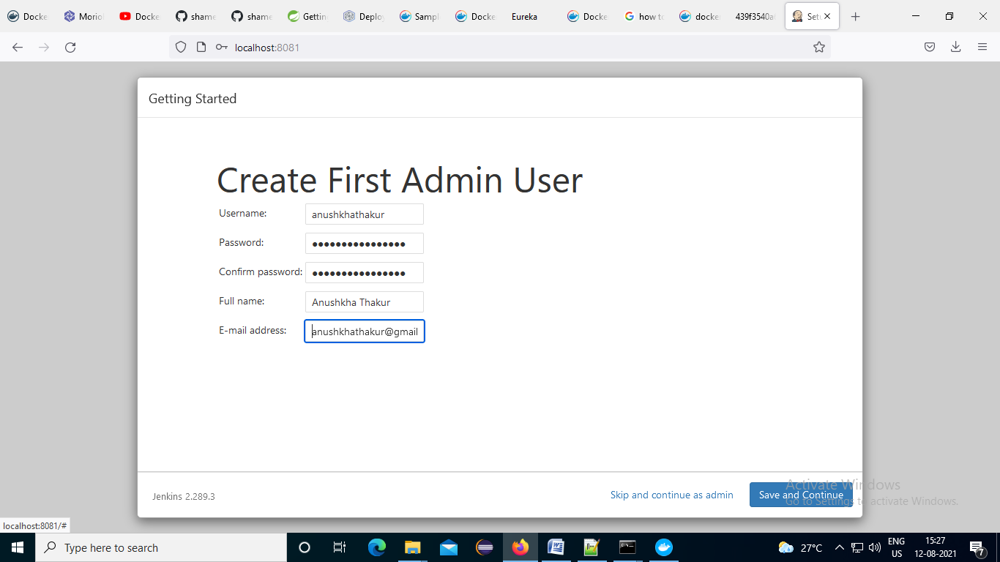 Docke
Morio
Docke
shame
shame
Gettin
Deploy
Sampl
Docke
Eureka
Docke
how to
docke
439f3540a
Setu
localhost:8081
Getting Started
Create First Admin User
Username:
anushkhathakur
Password:
••••••••••••••••
Confirm password:
••••••••••••••••
Full name:
Anushkha Thakur
E-mail address:
anushkhathakur@gmail
Jenkins 2.289.3
Skip and continue as admin
Save and Continue
Activate Windows
Go to Settings to activate Windows.
localhost:8081/#
Type here to search
27°C
ENG
US
15:27
12-08-2021
7